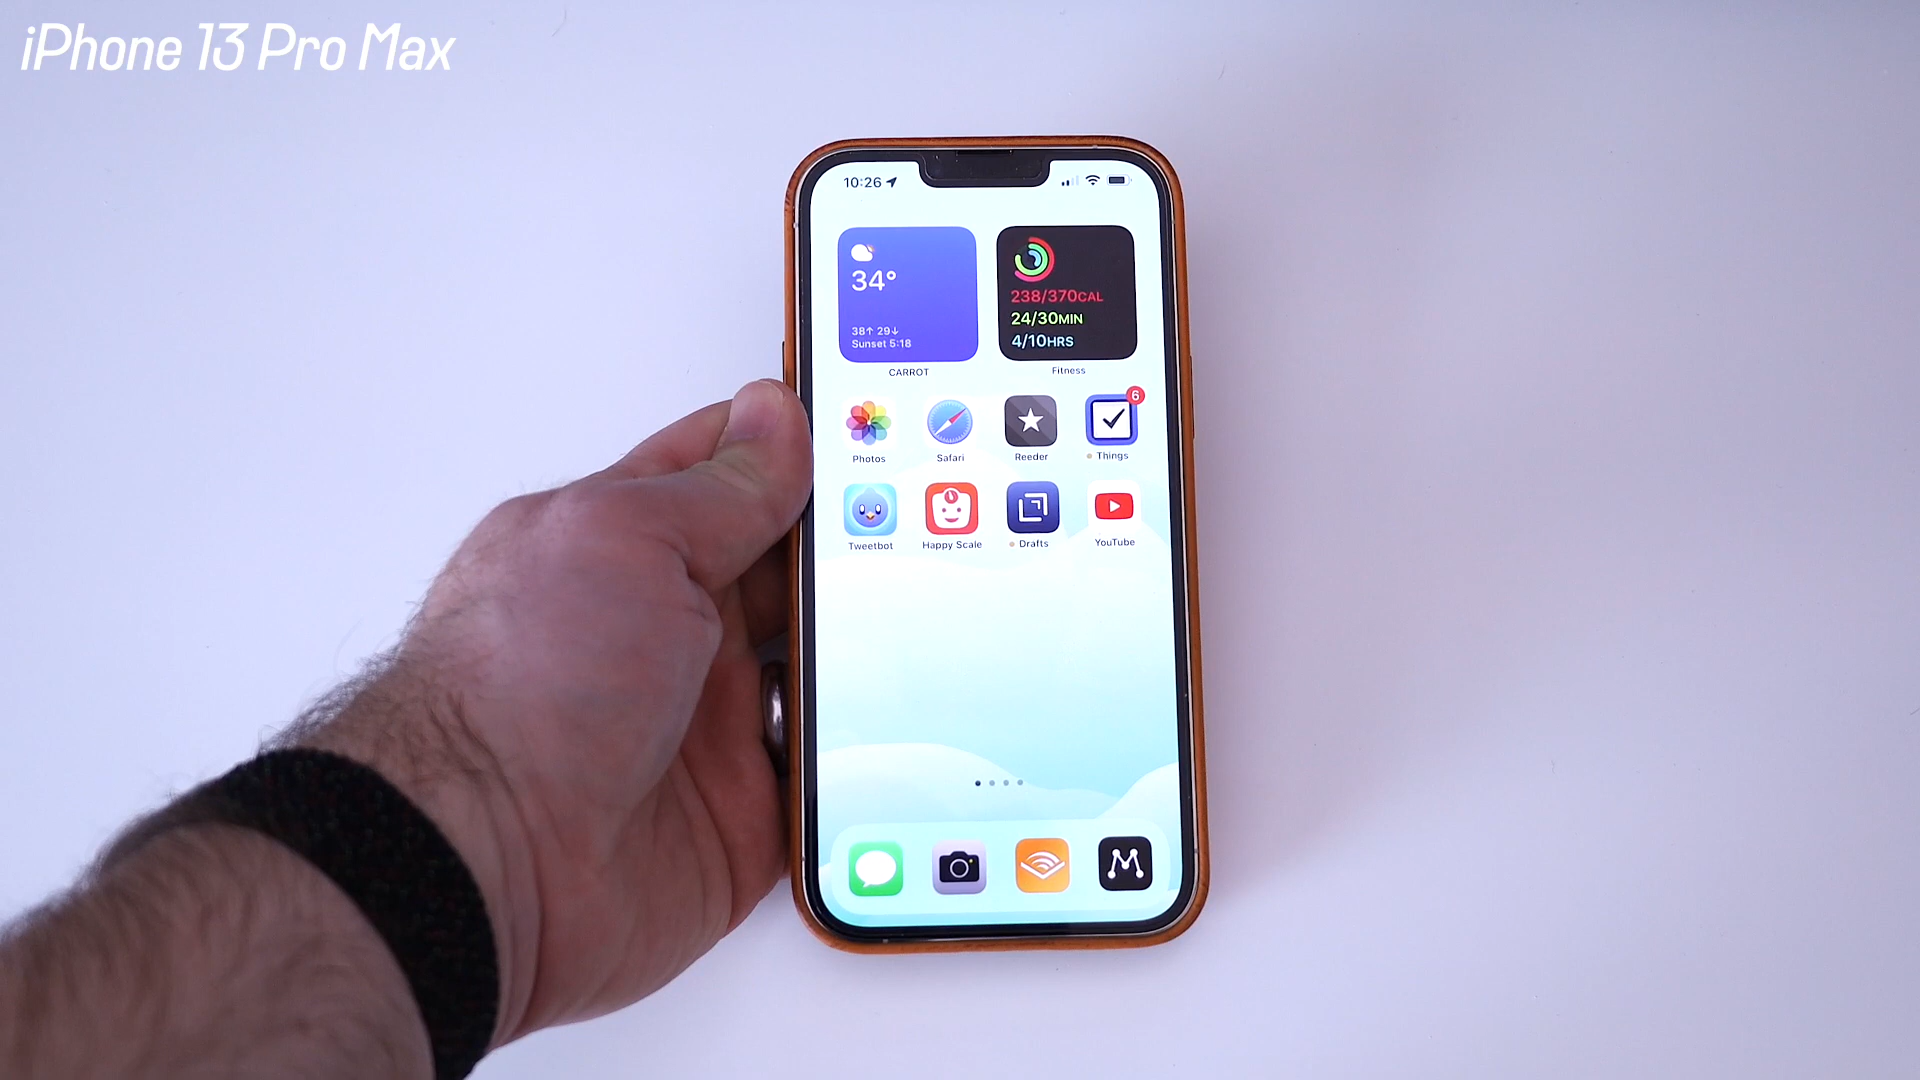 iPhone 13 Pro Max
10:26
34°
38↑ 29↓
Sunset 5:18
CARROT
238/370CAL
24/30MIN
4/10HRS
Fitness
Photos
Safari
Reeder
6
Things
Tweetbot
Happy Scale
Drafts
YouTube